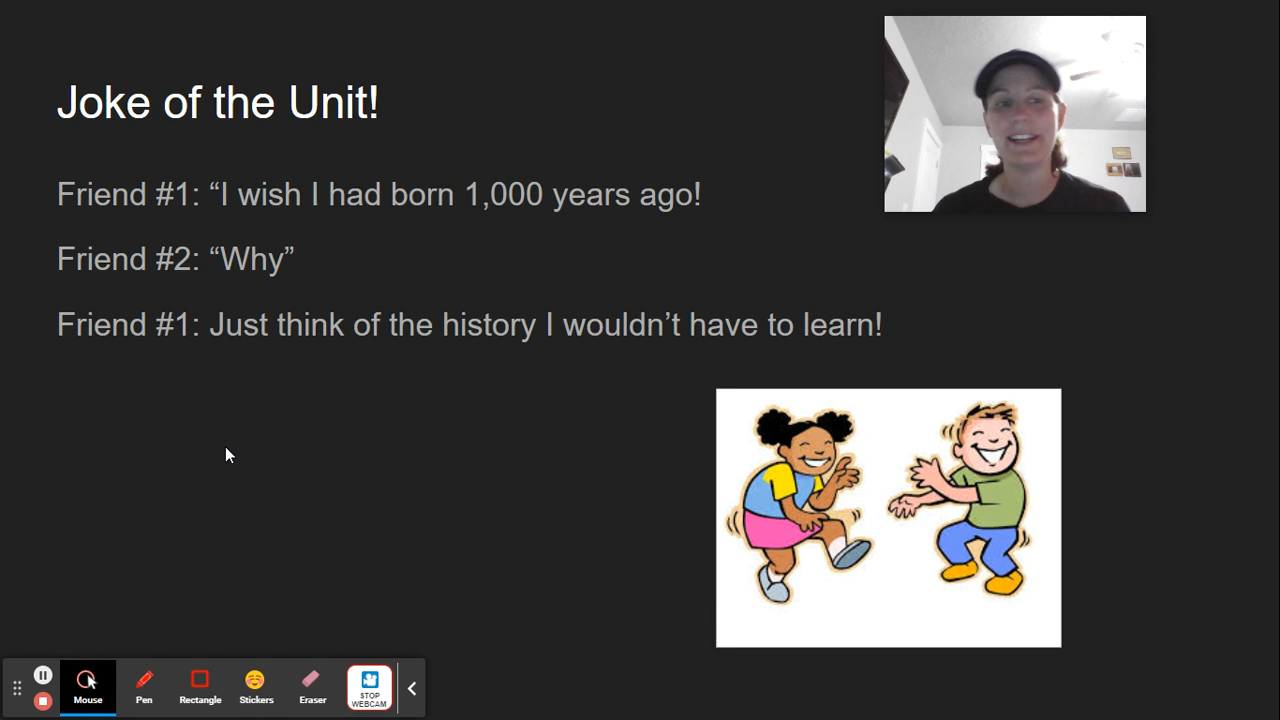 Joke of the Unit!
Friend #1: “I wish I had born 1,000 years ago!
Friend #2: “Why”
Friend #1: Just think of the history I wouldn’t have to learn!
Mouse
Pen
Rectangle
Stickers
Eraser
STOP
WEBCAM